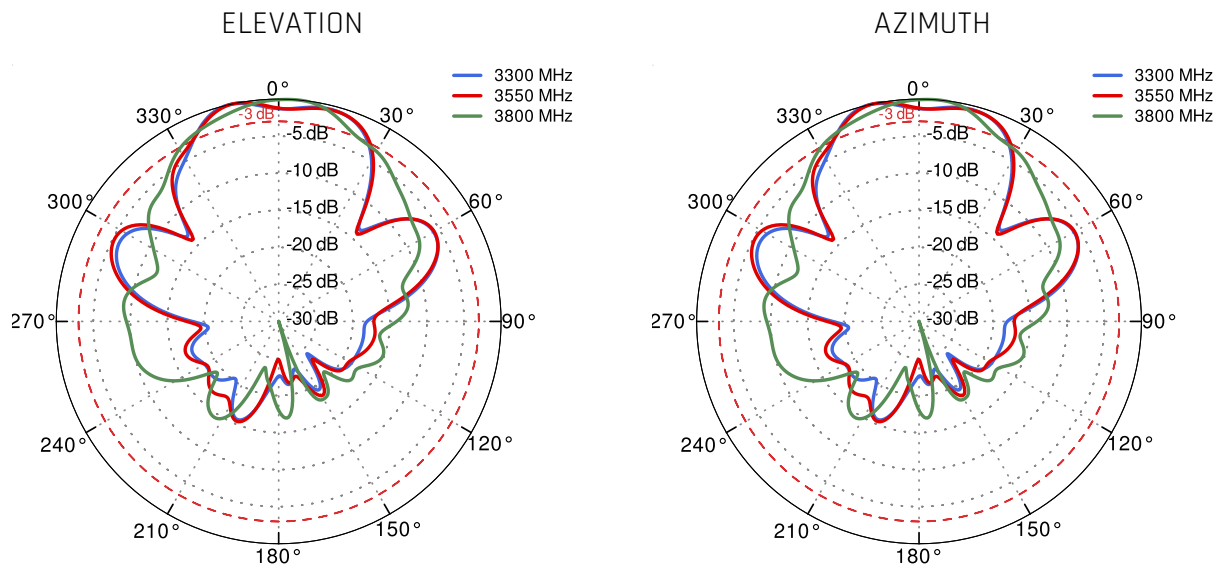 ELEVATION
3300 MHz
3550 MHz
3800 MHz
0°
-3 dB
330°
30°
-5 dB
-10 dB
300°
60°
-15 dB
-20 dB
-25 dB
270°
-30 dB
90°
240°
120°
210°
150°
180°
AZIMUTH
3300 MHz
3550 MHz
3800 MHz
0°
-3 dB
330°
30°
-5 dB
-10 dB
300°
60°
-15 dB
-20 dB
-25 dB
270°
-30 dB
90°
240°
120°
210°
150°
180°